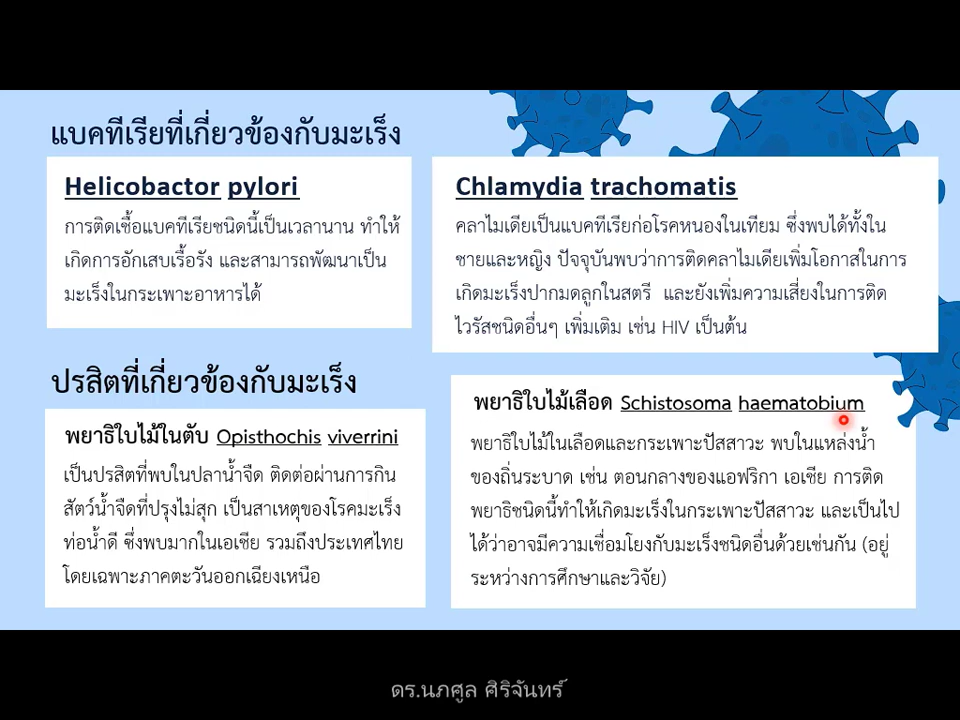 แบคทีเรียที่เกี่ยวข้องกับมะเร็ง
Helicobactor pylori
การติดเชื้อแบคทีเรียชนิดนี้เป็นเวลานาน ทำให้
เกิดการอักเสบเรื้อรัง และสามารถพัฒนาเป็น
มะเร็งในกระเพาะอาหารได้
Chlamydia trachomatis
คลาไมเดียเป็นแบคทีเรียก่อโรคหนองในเทียม ซึ่งพบได้ทั้งใน
ชายและหญิง ปัจจุบันพบว่าการติดคลาไมเดียเพิ่มโอกาสในการ
เกิดมะเร็งปากมดลูกในสตรี และยังเพิ่มความเสี่ยงในการติด
ไวรัสชนิดอื่นๆ เพิ่มเติม เช่น HIV เป็นต้น
ปรสิตที่เกี่ยวข้องกับมะเร็ง
พยาธิใบไม้ในตับ Opisthochis viverrini
เป็นปรสิตที่พบในปลาน้ำจืด ติดต่อผ่านการกิน
สัตว์น้ำจืดที่ปรุงไม่สุก เป็นสาเหตุของโรคมะเร็ง
ท่อน้ำดี ซึ่งพบมากในเอเซีย รวมถึงประเทศไทย
โดยเฉพาะภาคตะวันออกเฉียงเหนือ
พยาธิใบไม้เลือด Schistosoma haematobium
พยาธิใบไม้ในเลือดและกระเพาะปัสสาวะ พบในแหล่งน้ำ
ของถิ่นระบาด เช่น ตอนกลางของแอฟริกา เอเซีย การติด
พยาธิชนิดนี้ทำให้เกิดมะเร็งในกระเพาะปัสสาวะ และเป็นไป
ได้ว่าอาจมีความเชื่อมโยงกับมะเร็งชนิดอื่นด้วยเช่นกัน (อยู่
ระหว่างการศึกษาและวิจัย)
ดร.นภศูล ศิริจันทร์